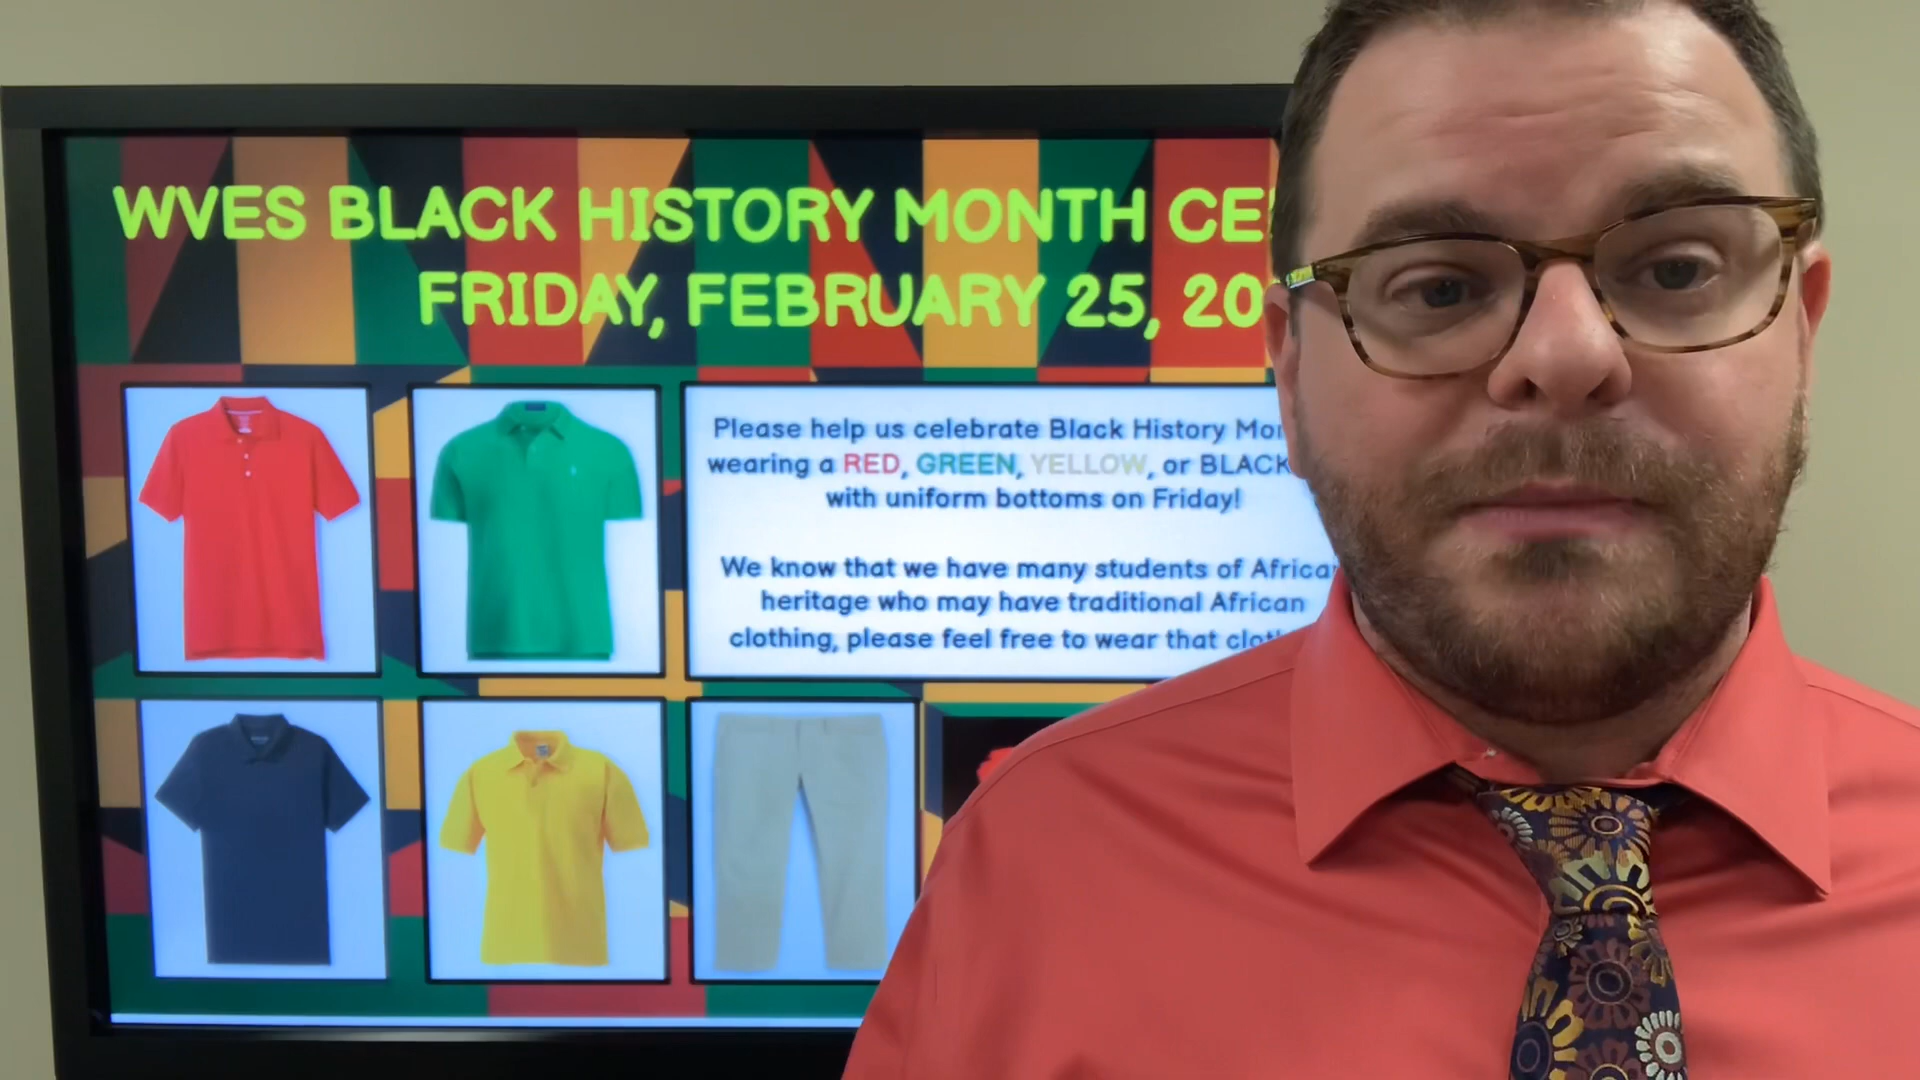 WVES BLACK HISTORY MONTH CE
FRIDAY, FEBRUARY 25, 20
Please help us celebrate Black History Mon
wearing a RED, GREEN, YELLOW, or BLACK
with uniform bottoms on Friday!
We know that we have many students of African
heritage who may have traditional African
clothing, please feel free to wear that clot